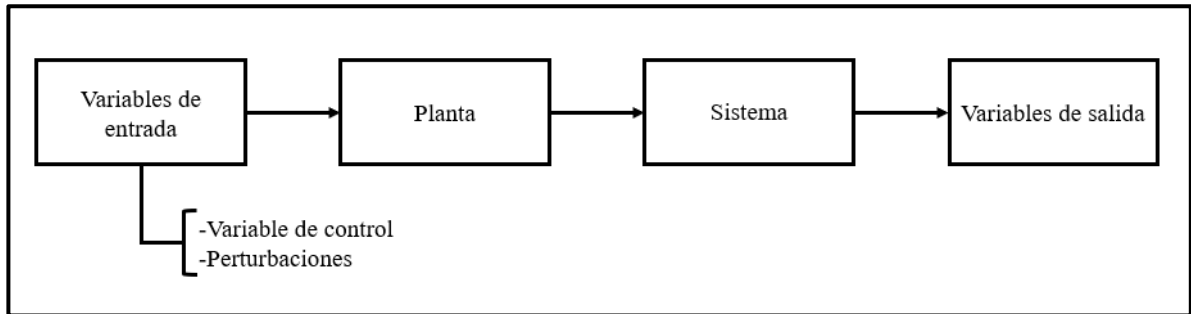 Variables de
entrada
Planta
Sistema
Variables de salida
-Variable de control
-Perturbaciones